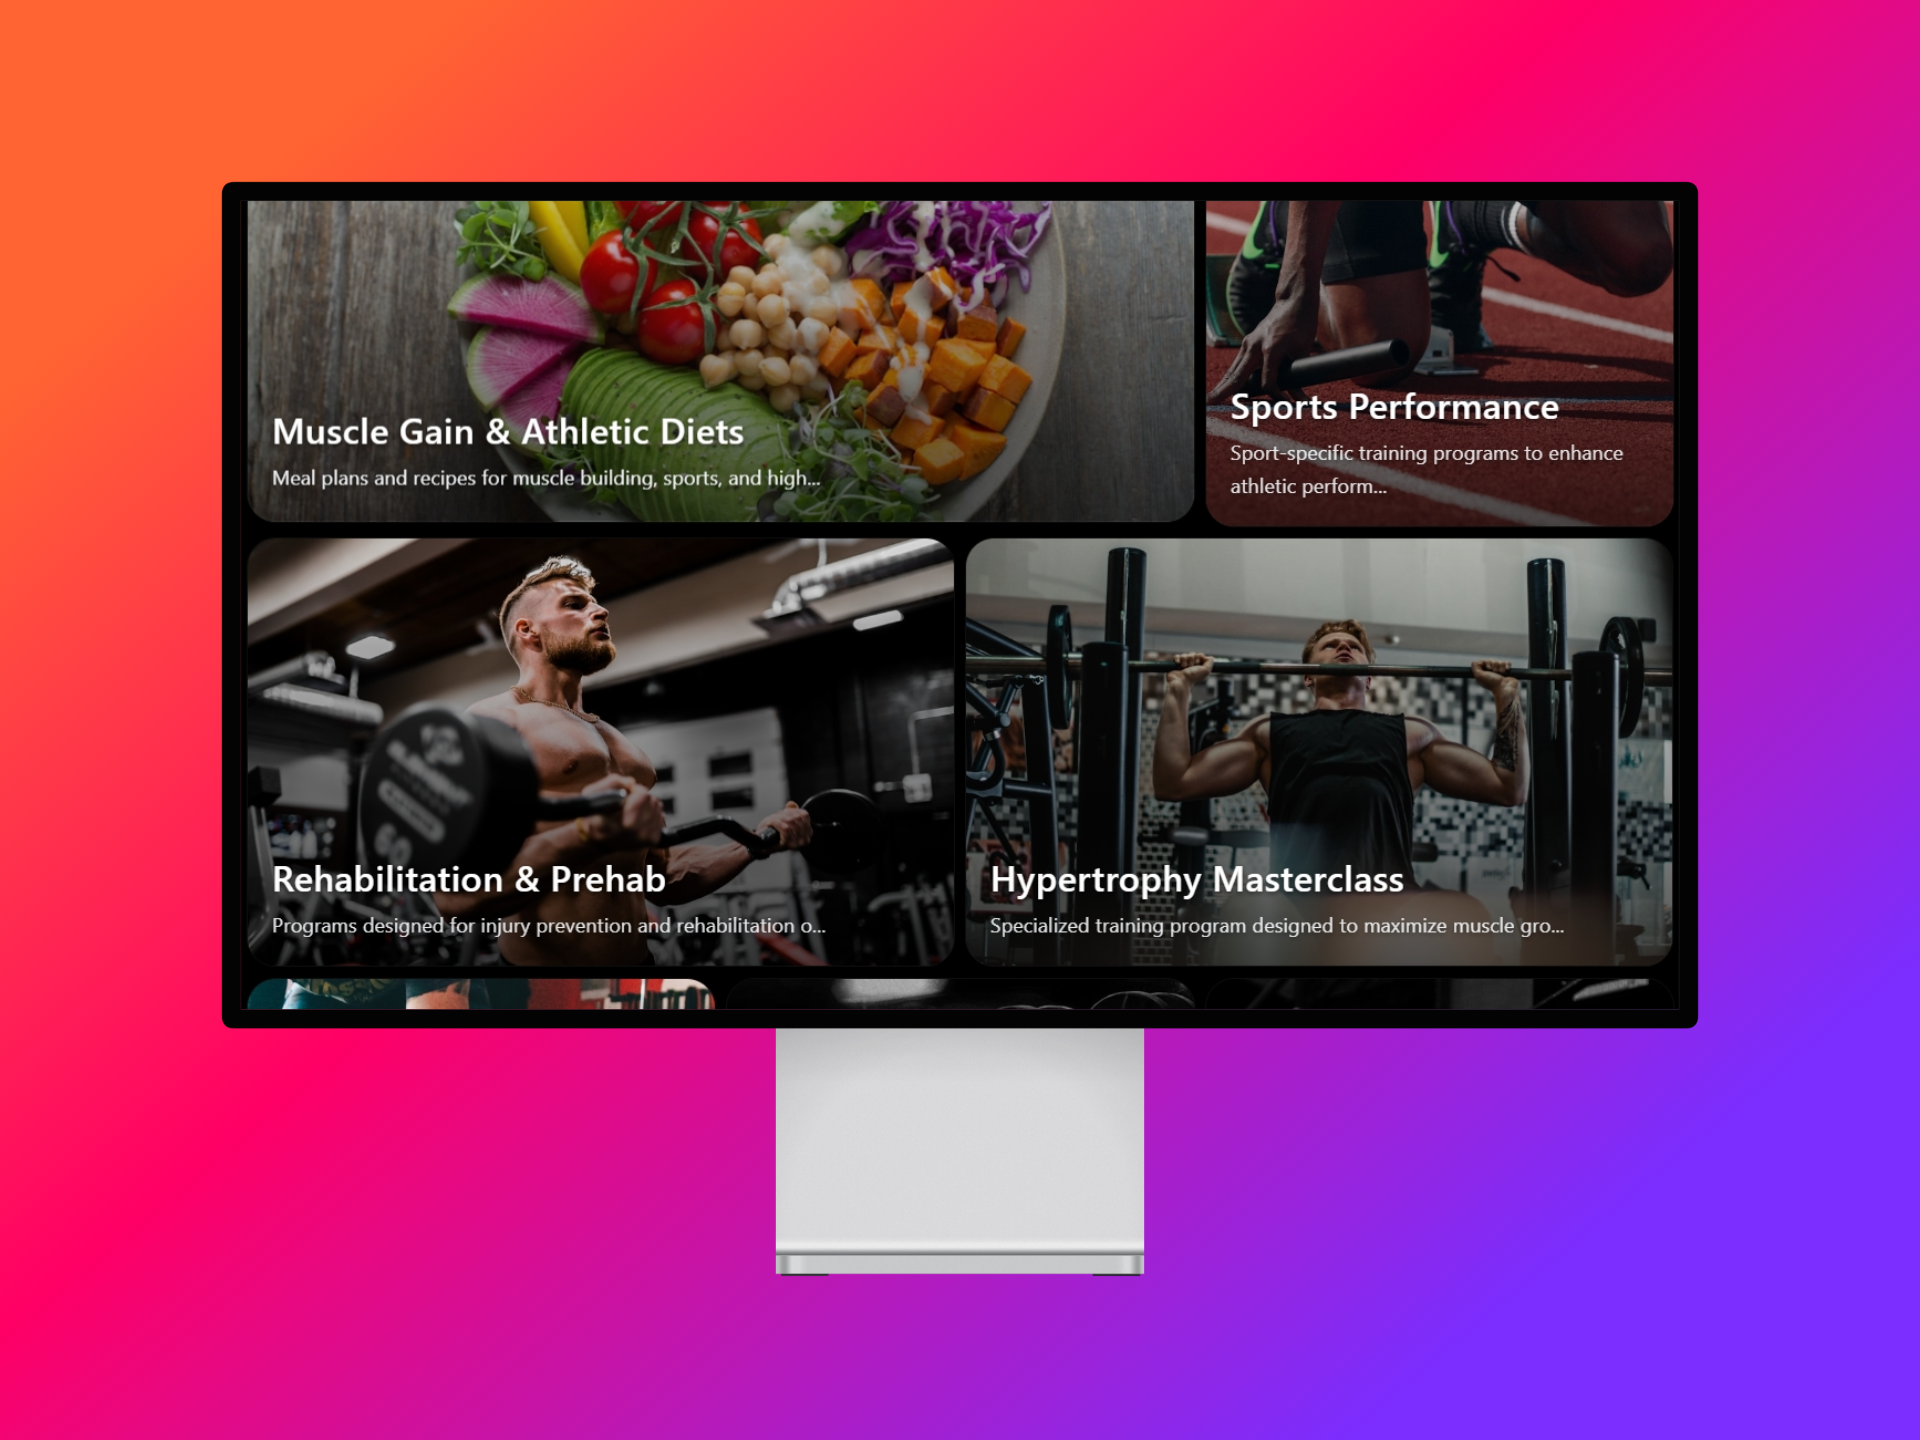 Muscle Gain & Athletic Diets
Meal plans and recipes for muscle building, sports, and high...
Sports Performance
Sport-specific training programs to enhance
athletic perform...
Rehabilitation & Prehab
Programs designed for injury prevention and rehabilitation o...
Hypertrophy Masterclass
Specialized training program designed to maximize muscle gro...